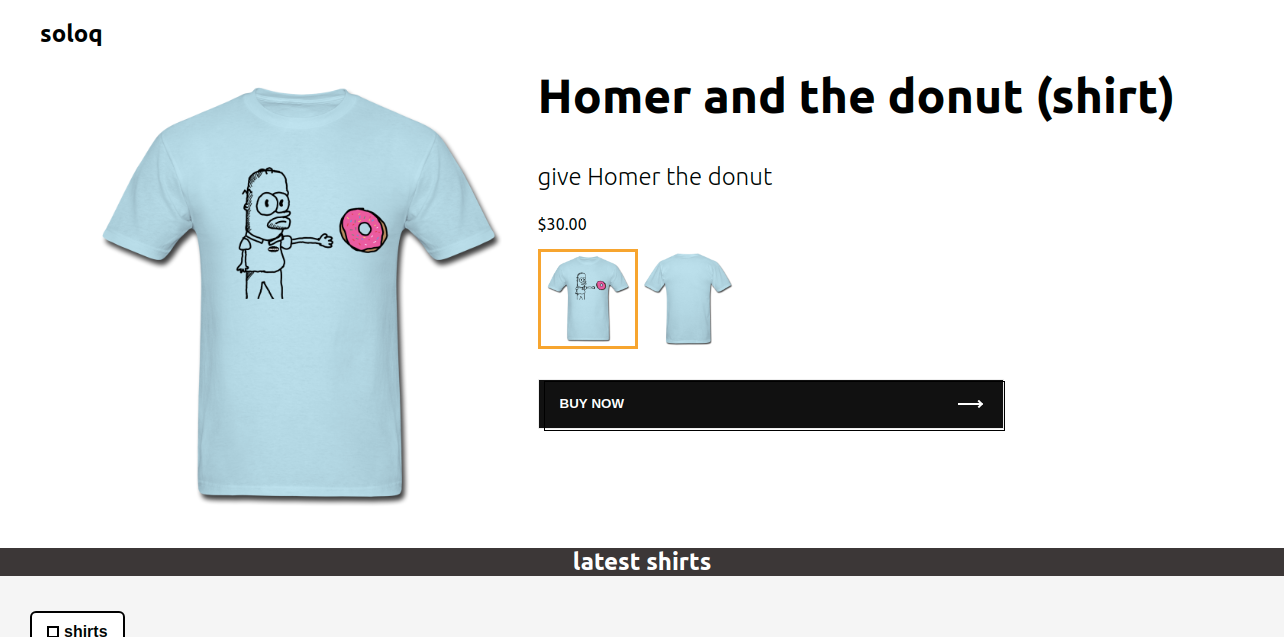 soloq
Homer and the donut (shirt)
give Homer the donut
$30.00
BUY NOW
latest shirts
shirts